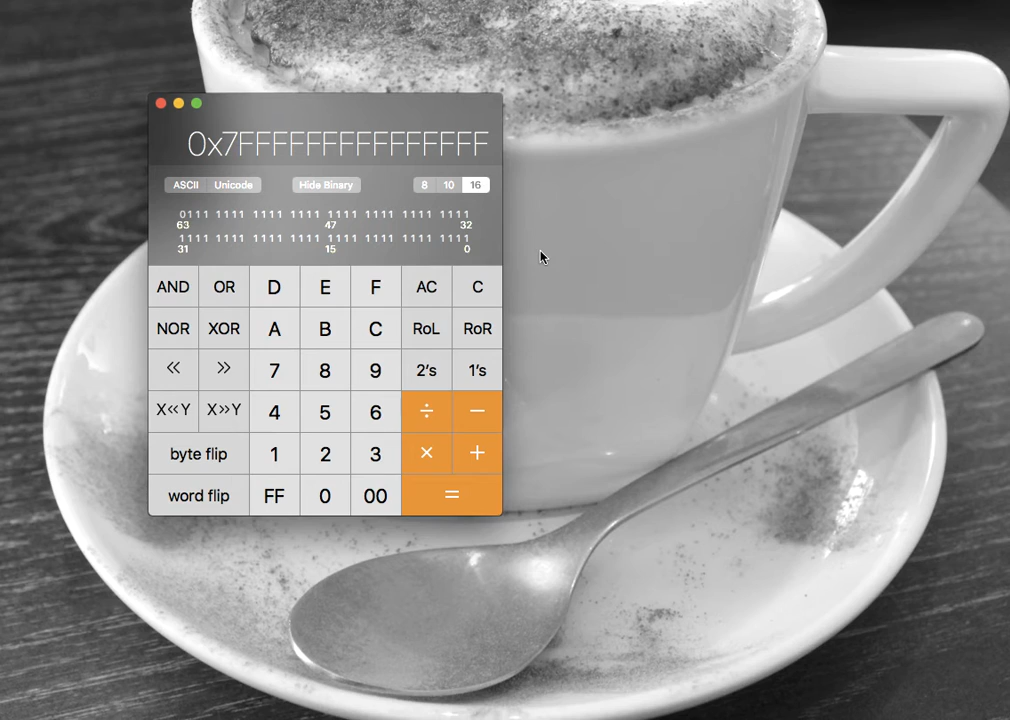 0x7FFFFFFFFFFFFFFF
ASCII Unicode Hide Binary 8 10 16
0111 1111 1111 1111 1111 1111 1111 1111
63 47 32
1111 1111 1111 1111 1111 1111 1111 1111
31 15 0
AND OR D E F AC C
NOR XOR A B C RoL RoR
<< >> 7 8 9 2's 1's
X<<Y X>>Y 4 5 6 ÷ −
byte flip 1 2 3 × +
word flip FF 0 00 =